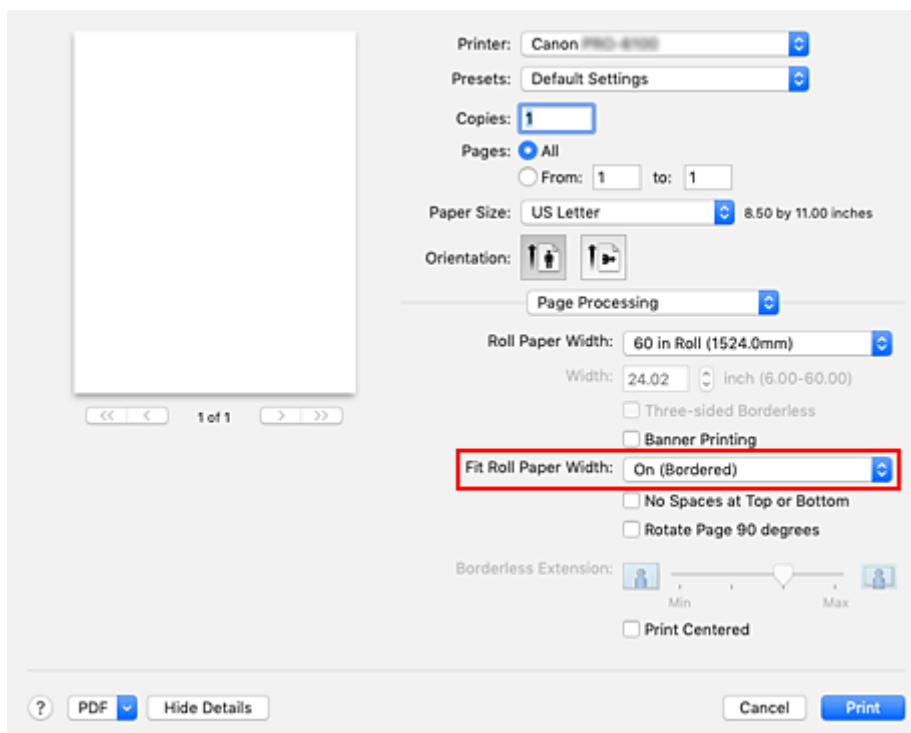 Printer: Canon
Presets: Default Settings
Copies: 1
Pages: All
From: 1 to: 1
Paper Size: US Letter 8.50 by 11.00 inches
Orientation:
Page Processing
Roll Paper Width: 60 in Roll (1524.0mm)
Width: 24.02 inch (6.00-60.00)
Three-sided Borderless
Banner Printing
Fit Roll Paper Width: On (Bordered)
No Spaces at Top or Bottom
Rotate Page 90 degrees
Borderless Extension:
Min Max
Print Centered
<< < 1 of 1 > >>
? PDF Hide Details Cancel Print